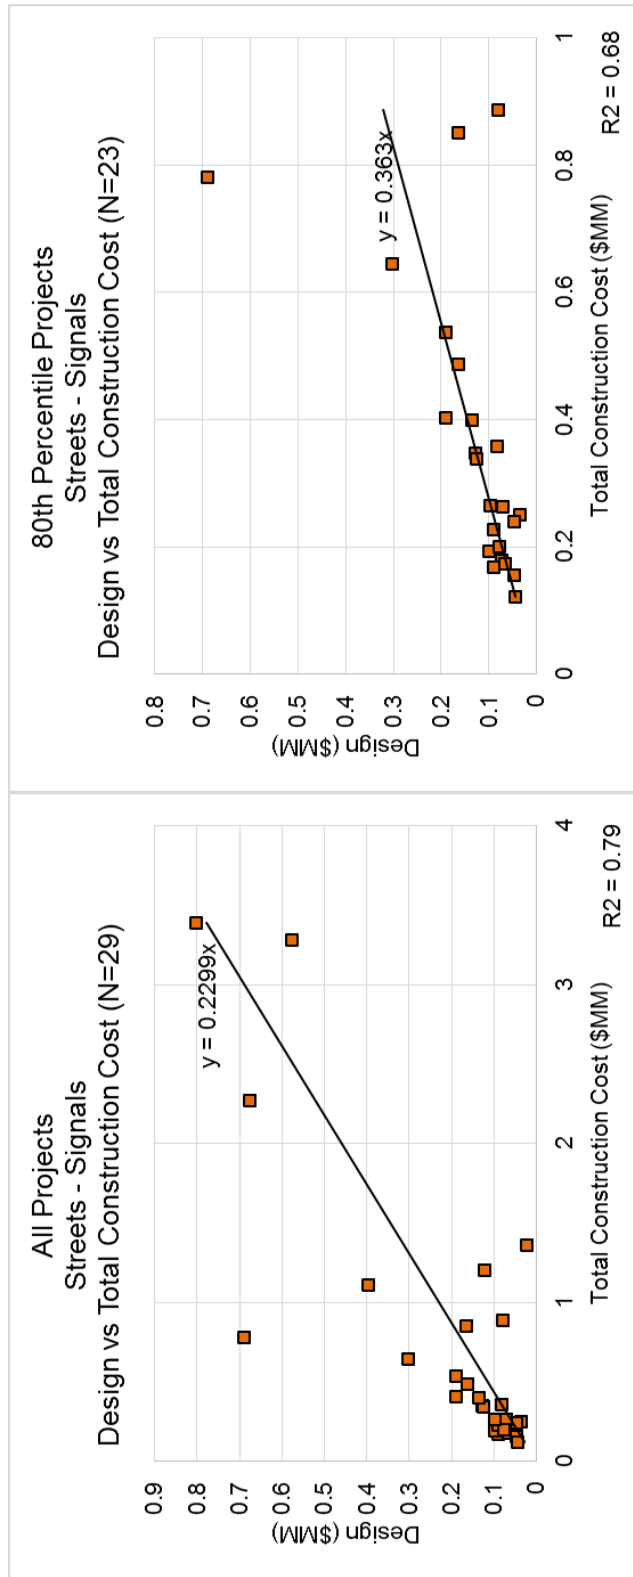 All Projects
Streets - Signals
Design vs Total Construction Cost (N=29)
0.9
0.8
0.7
0.6
0.5
0.4
0.3
0.2
0.1
0
Design ($MM)
y = 0.2299x
0
1
2
3
4
Total Construction Cost ($MM)
R2 = 0.79
80th Percentile Projects
Streets - Signals
Design vs Total Construction Cost (N=23)
0.8
0.7
0.6
0.5
0.4
0.3
0.2
0.1
0
Design ($MM)
y = 0.363x
0
0.2
0.4
0.6
0.8
1
Total Construction Cost ($MM)
R2 = 0.68